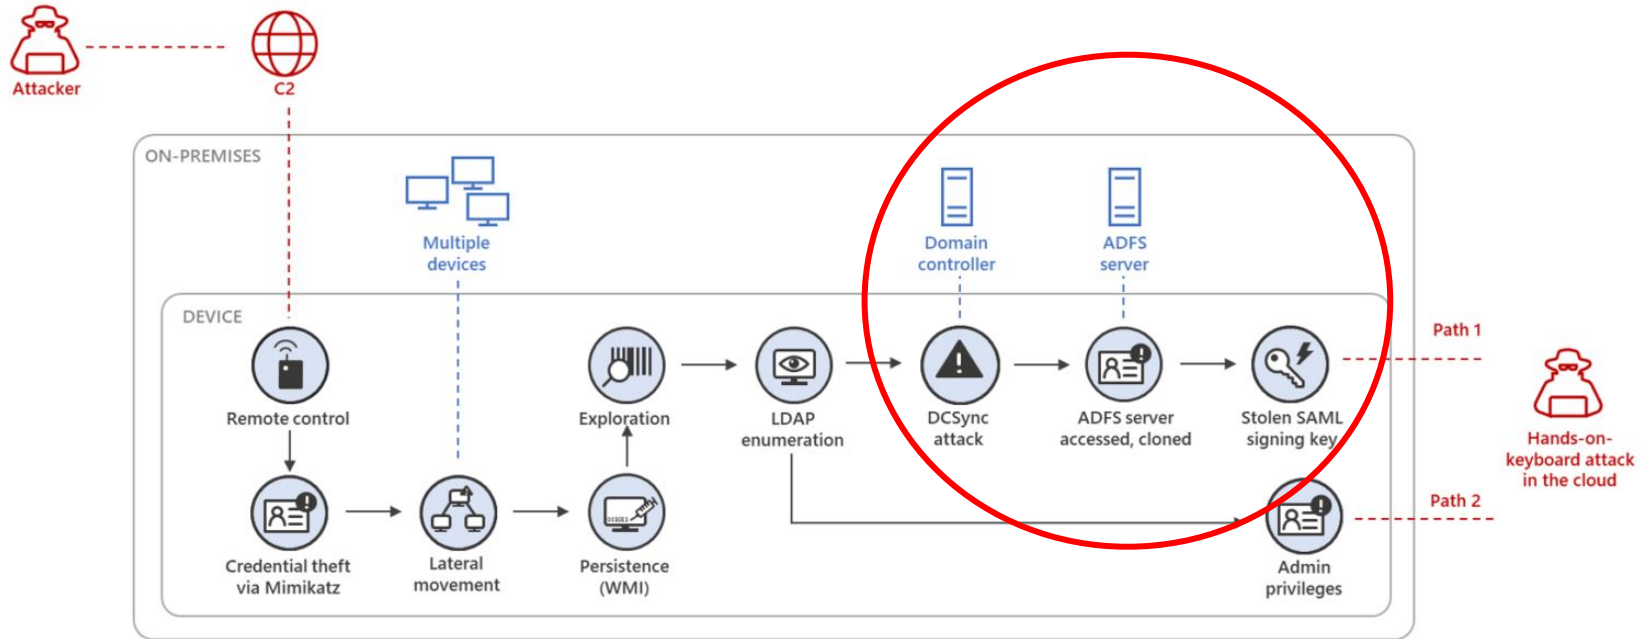 Attacker
C2
ON-PREMISES
Multiple
devices
Domain
controller
ADFS
server
DEVICE
Remote control
Exploration
LDAP
enumeration
DCSync
attack
ADFS server
accessed, cloned
Stolen SAML
signing key
Path 1
Hands-on-
keyboard attack
in the cloud
Path 2
Credential theft
via Mimikatz
Lateral
movement
Persistence
(WMI)
Admin
privileges